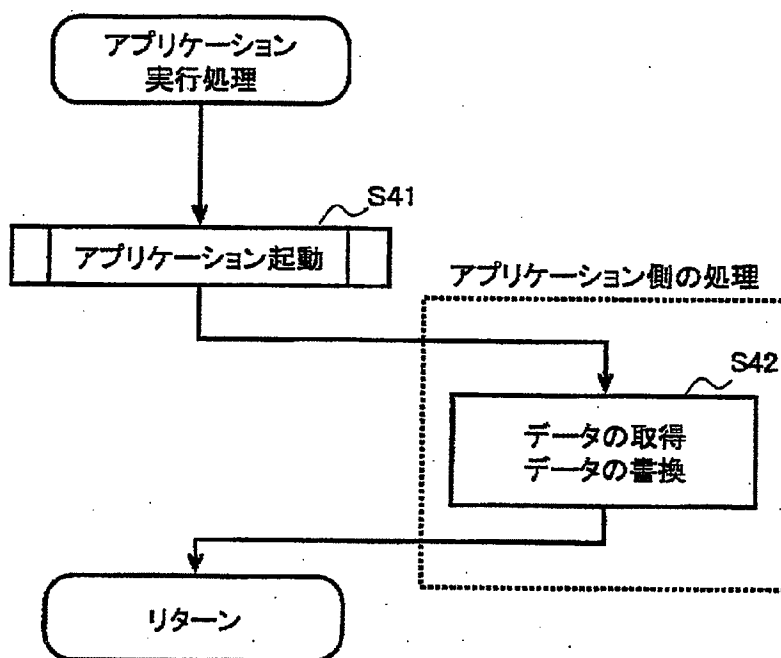 アプリケーション
実行処理
S41
アプリケーション起動
アプリケーション側の処理
S42
データの取得
データの書換
リターン